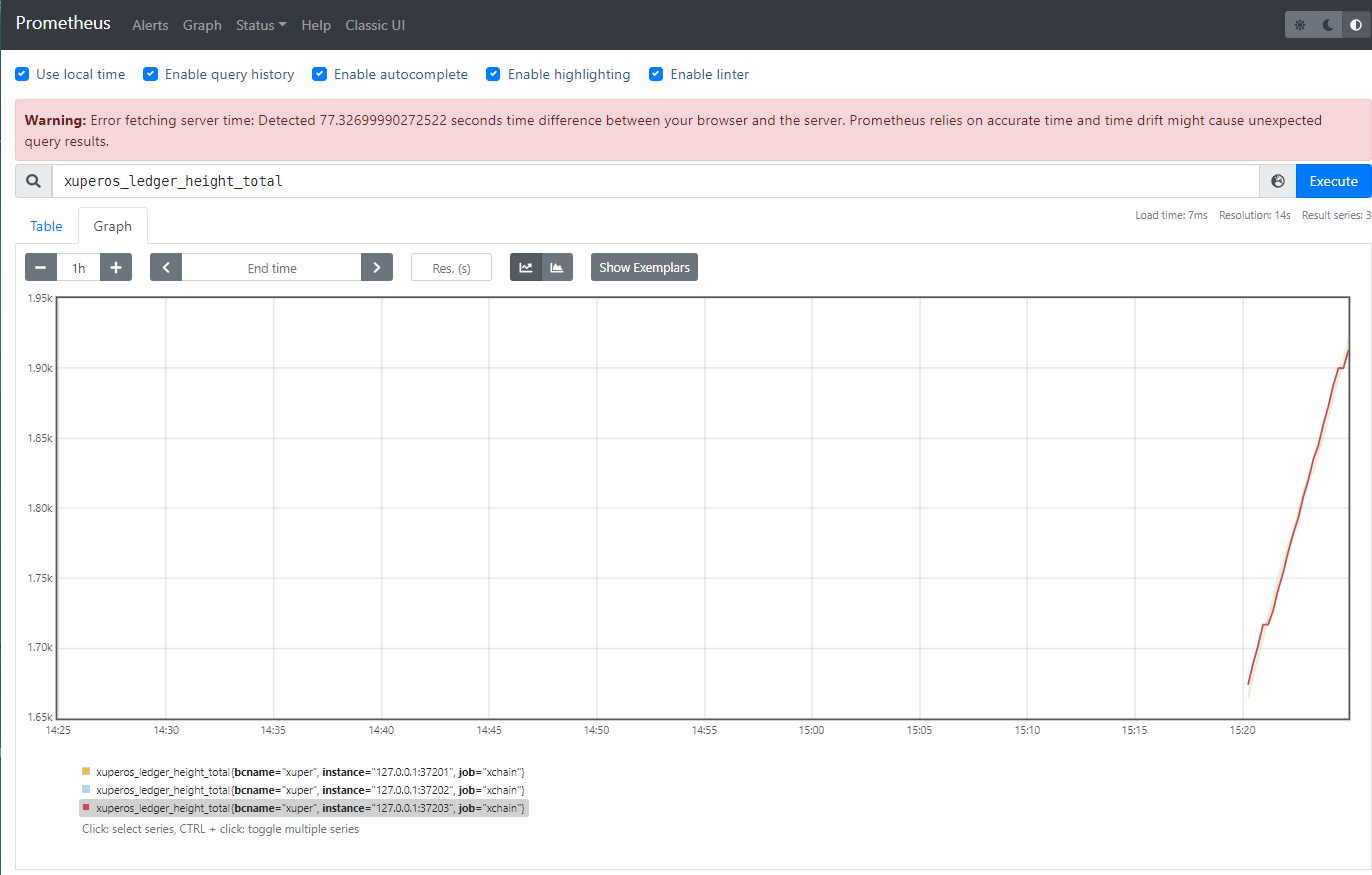 Prometheus Alerts Graph Status Help Classic UI
Use local time Enable query history Enable autocomplete Enable highlighting Enable linter
Warning: Error fetching server time: Detected 77.32699990272522 seconds time difference between your browser and the server. Prometheus relies on accurate time and time drift might cause unexpected
query results.
xuperos_ledger_height_total Execute
Table Graph Load time: 7ms Resolution: 14s Result series: 3
1h End time Res. (s) Show Exemplars
1.95k
1.90k
1.85k
1.80k
1.75k
1.70k
1.65k
14:25 14:30 14:35 14:40 14:45 14:50 14:55 15:00 15:05 15:10 15:15 15:20
xuperos_ledger_height_total{bcname="xuper", instance="127.0.0.1:37201", job="xchain"}
xuperos_ledger_height_total{bcname="xuper", instance="127.0.0.1:37202", job="xchain"}
xuperos_ledger_height_total{bcname="xuper", instance="127.0.0.1:37203", job="xchain"}
Click: select series, CTRL + click: toggle multiple series